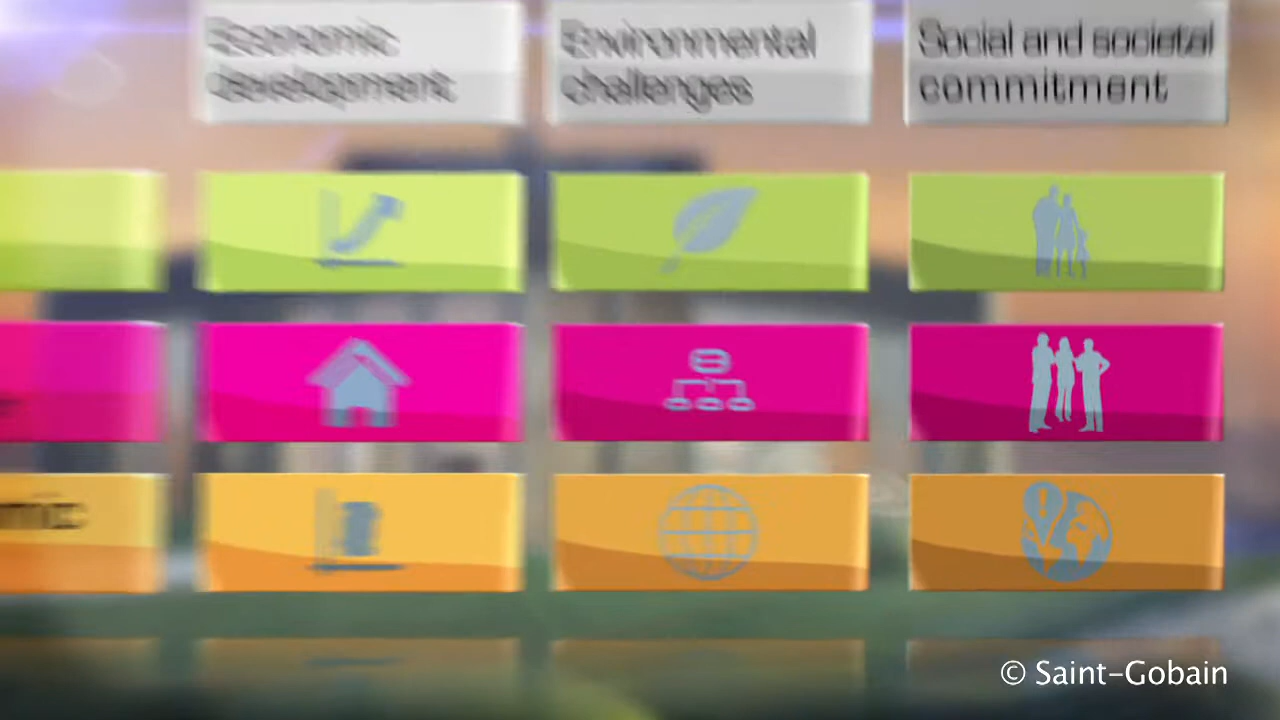 Economic
development
Environmental
challenges
Social and societal
commitment
© Saint-Gobain